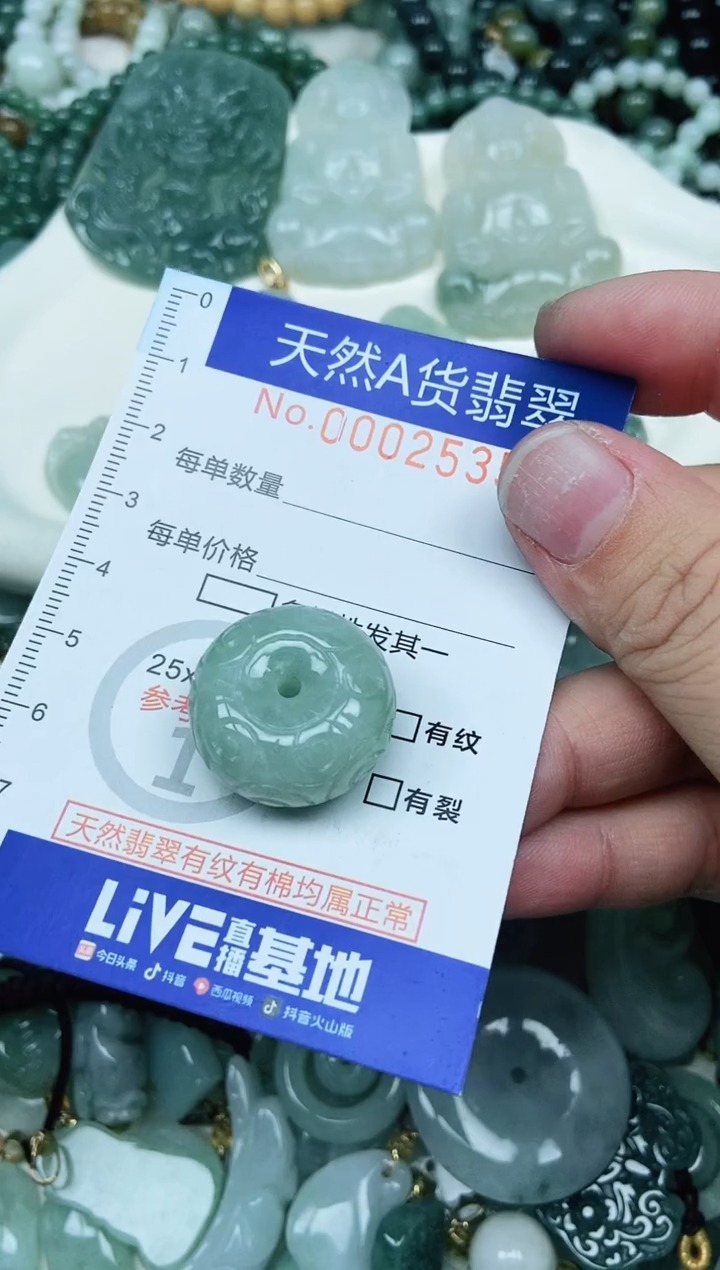 0
天然A货翡翠
1
No.0002535
2
每单数量
3
每单价格
4
发其一
5
25x
参考
6
1
有纹
7
有裂
天然翡翠有纹有棉均属正常
LiVE直播基地
今日头条 抖音 西瓜视频 抖音火山版